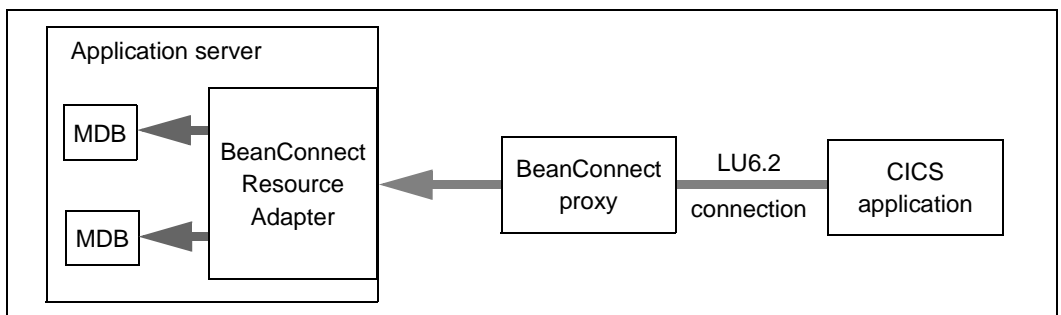 Application server
MDB
MDB
BeanConnect
Resource
Adapter
BeanConnect
proxy
LU6.2
connection
CICS
application